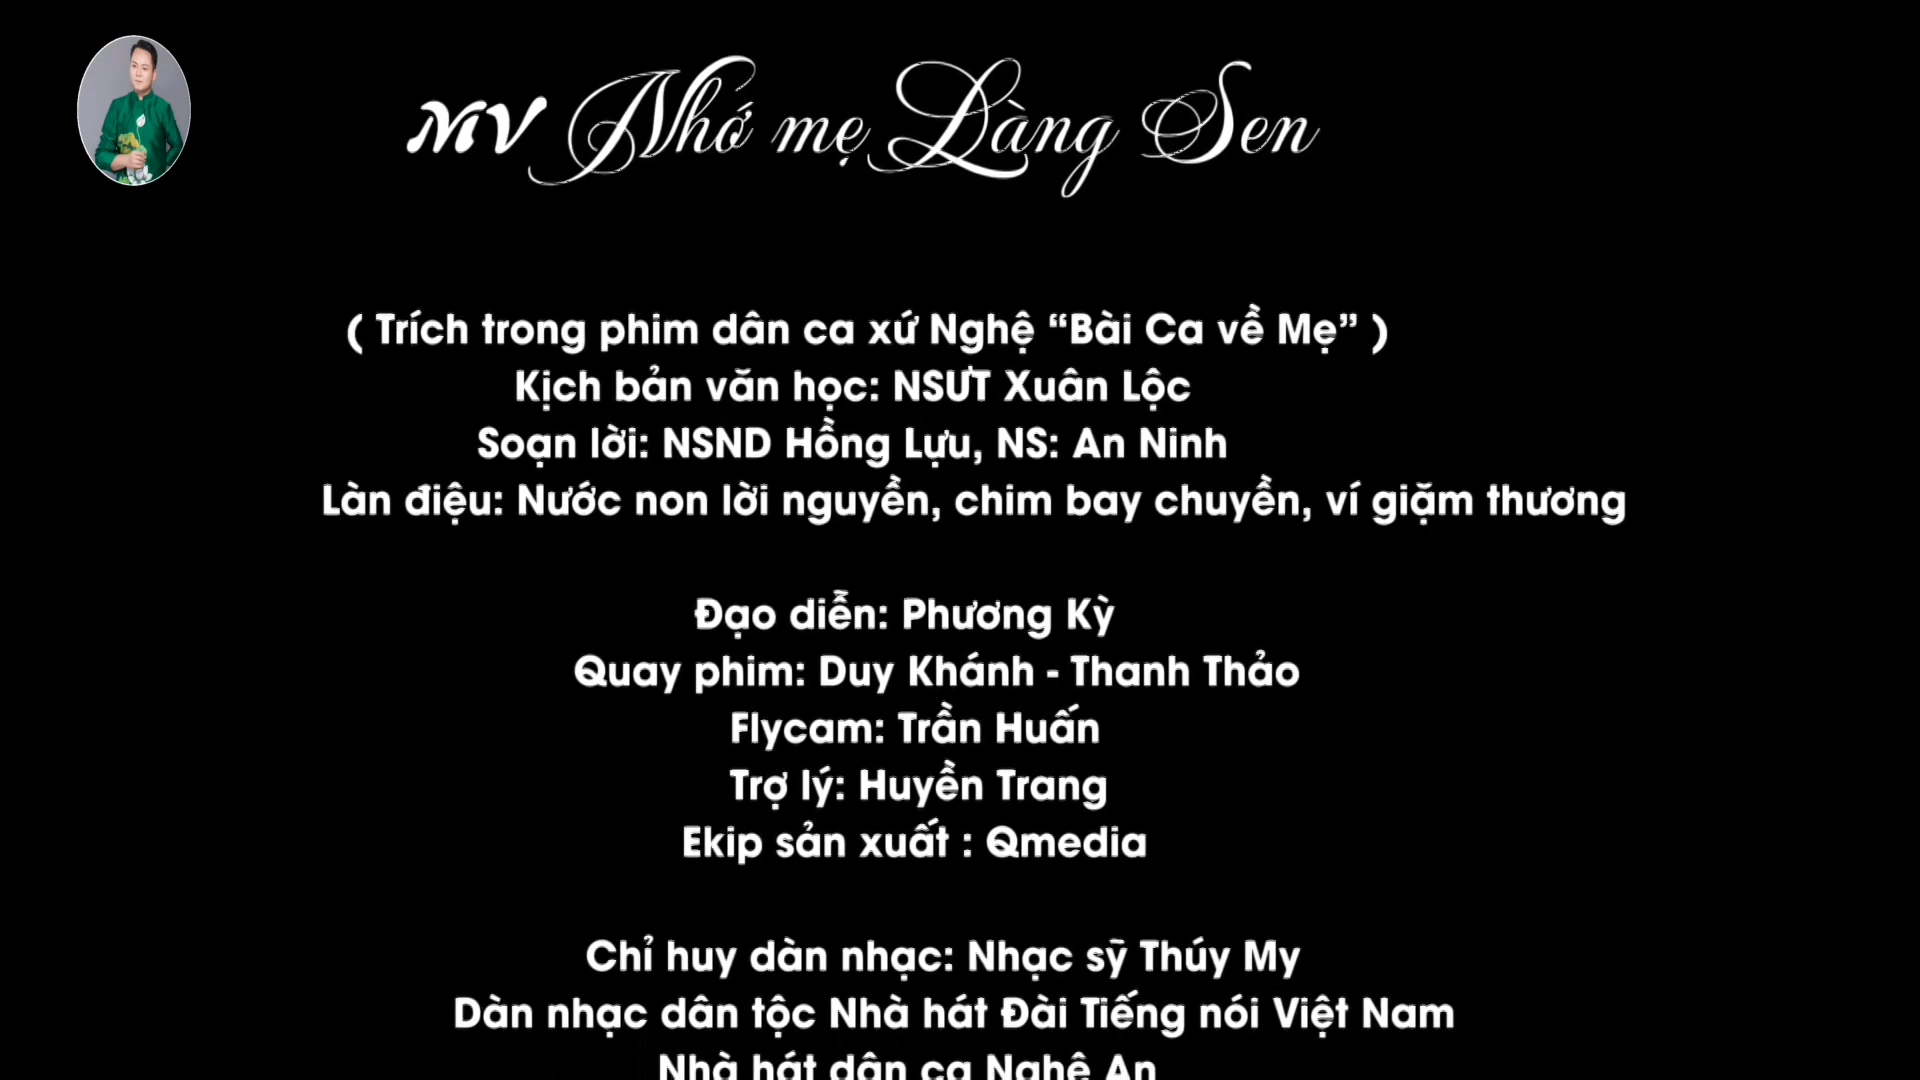 MV Nhớ mẹ Làng Sen
( Trích trong phim dân ca xứ Nghệ “Bài Ca về Mẹ” )
Kịch bản văn học: NSƯT Xuân Lộc
Soạn lời: NSND Hồng Lựu, NS: An Ninh
Làn điệu: Nước non lời nguyền, chim bay chuyền, ví giặm thương
Đạo diễn: Phương Kỳ
Quay phim: Duy Khánh - Thanh Thảo
Flycam: Trần Huấn
Trợ lý: Huyền Trang
Ekip sản xuất : Qmedia
Chỉ huy dàn nhạc: Nhạc sỹ Thúy My
Dàn nhạc dân tộc Nhà hát Đài Tiếng nói Việt Nam
Nhà hát dân ca Nghệ An